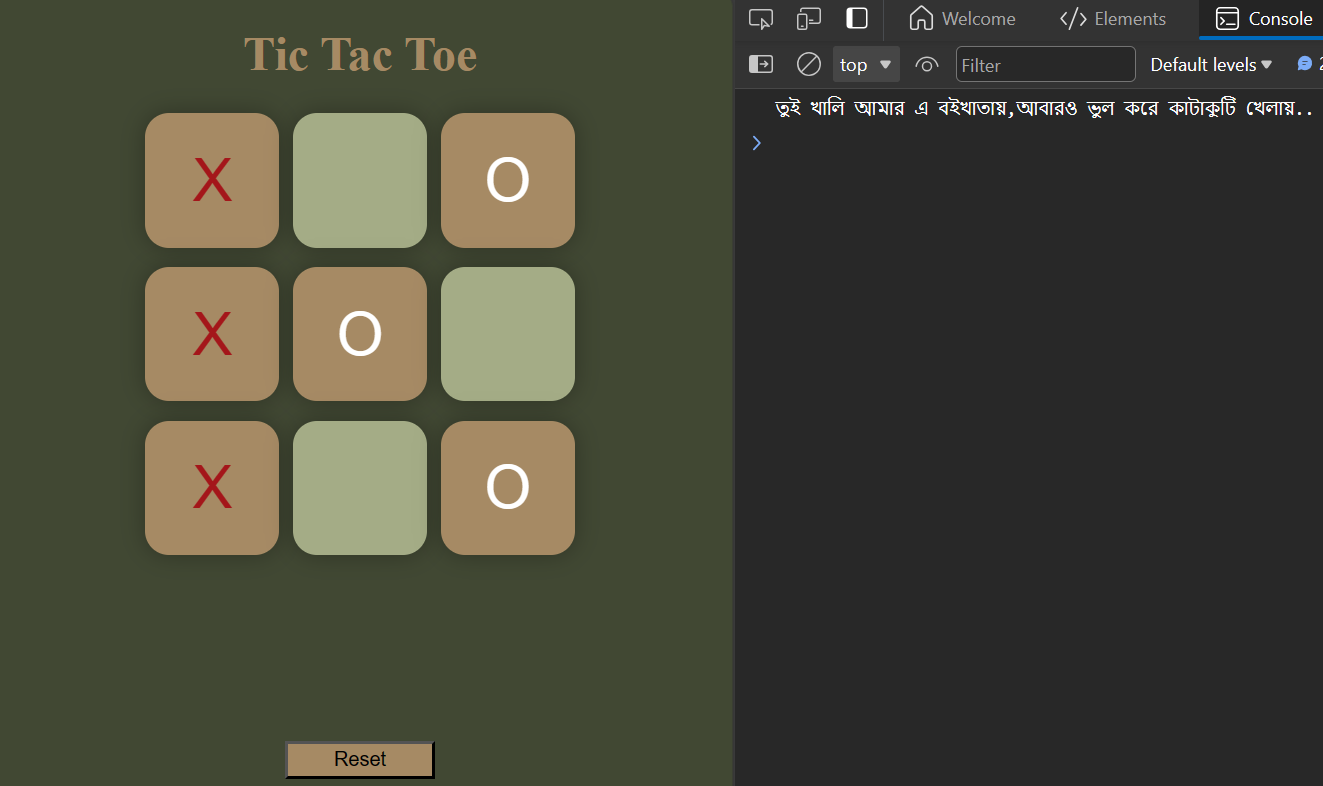 Tic Tac Toe
X O
X O
X O
Reset
Welcome
Elements
Console
top
Filter
Default levels
2
তুই খালি আমার এ বইখাতায়,আবারও ভুল করে কাটাকুটি খেলায়..